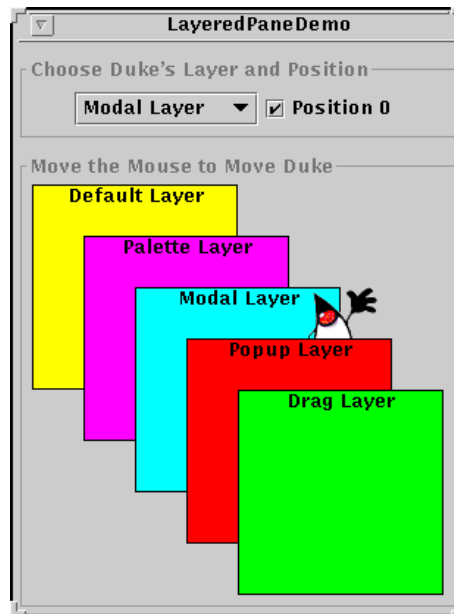 LayeredPaneDemo
Choose Duke's Layer and Position
Modal Layer
Position 0
Move the Mouse to Move Duke
Default Layer
Palette Layer
Modal Layer
Popup Layer
Drag Layer